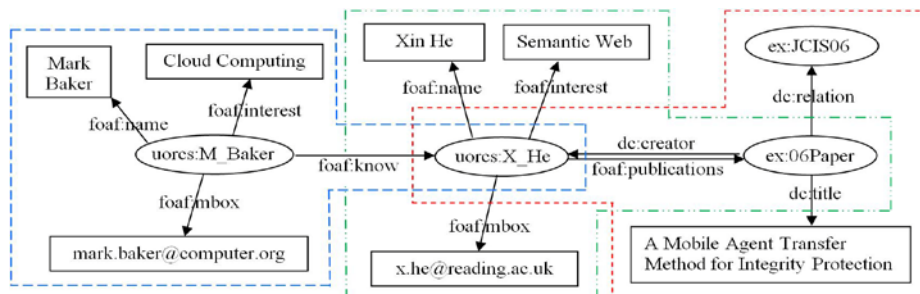 Mark
Baker
Cloud Computing
foaf:name
foaf:interest
uorcs:M_Baker
foaf:mbox
mark.baker@computer.org
foaf:know
Xin He
Semantic Web
foaf:name
foaf:interest
uorcs:X_He
foaf:mbox
x.he@reading.ac.uk
dc:creator
foaf:publications
ex:JCIS06
dc:relation
ex:06Paper
dc:title
A Mobile Agent Transfer
Method for Integrity Protection